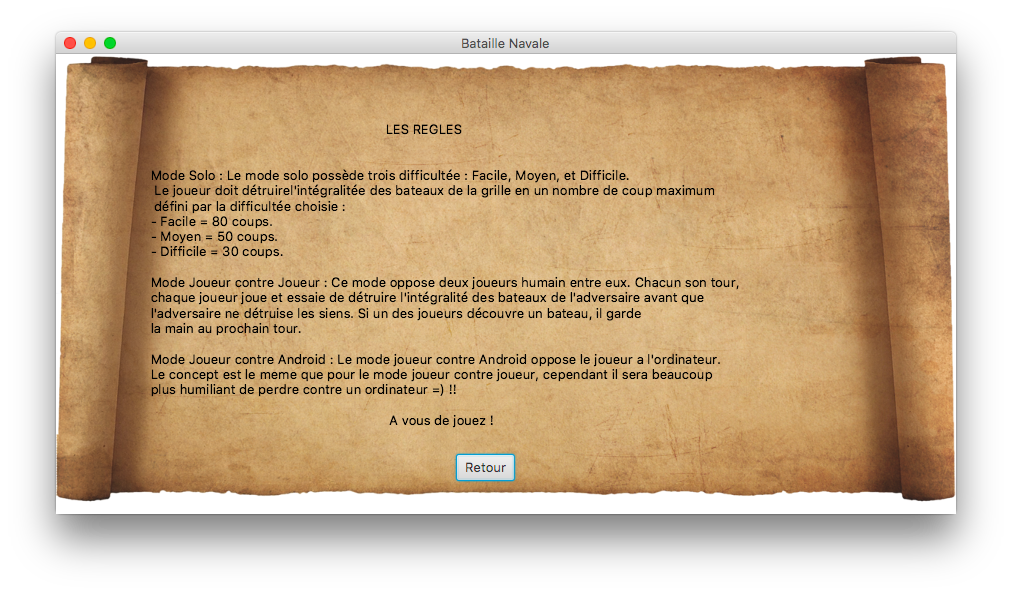 Bataille Navale
LES REGLES
Mode Solo : Le mode solo possède trois difficultée : Facile, Moyen, et Difficile.
Le joueur doit détruirel'intégralitée des bateaux de la grille en un nombre de coup maximum
défini par la difficultée choisie :
- Facile = 80 coups.
- Moyen = 50 coups.
- Difficile = 30 coups.
Mode Joueur contre Joueur : Ce mode oppose deux joueurs humain entre eux. Chacun son tour,
chaque joueur joue et essaie de détruire l'intégralité des bateaux de l'adversaire avant que
l'adversaire ne détruise les siens. Si un des joueurs découvre un bateau, il garde
la main au prochain tour.
Mode Joueur contre Android : Le mode joueur contre Android oppose le joueur a l'ordinateur.
Le concept est le meme que pour le mode joueur contre joueur, cependant il sera beaucoup
plus humiliant de perdre contre un ordinateur =) !!
A vous de jouez !
Retour